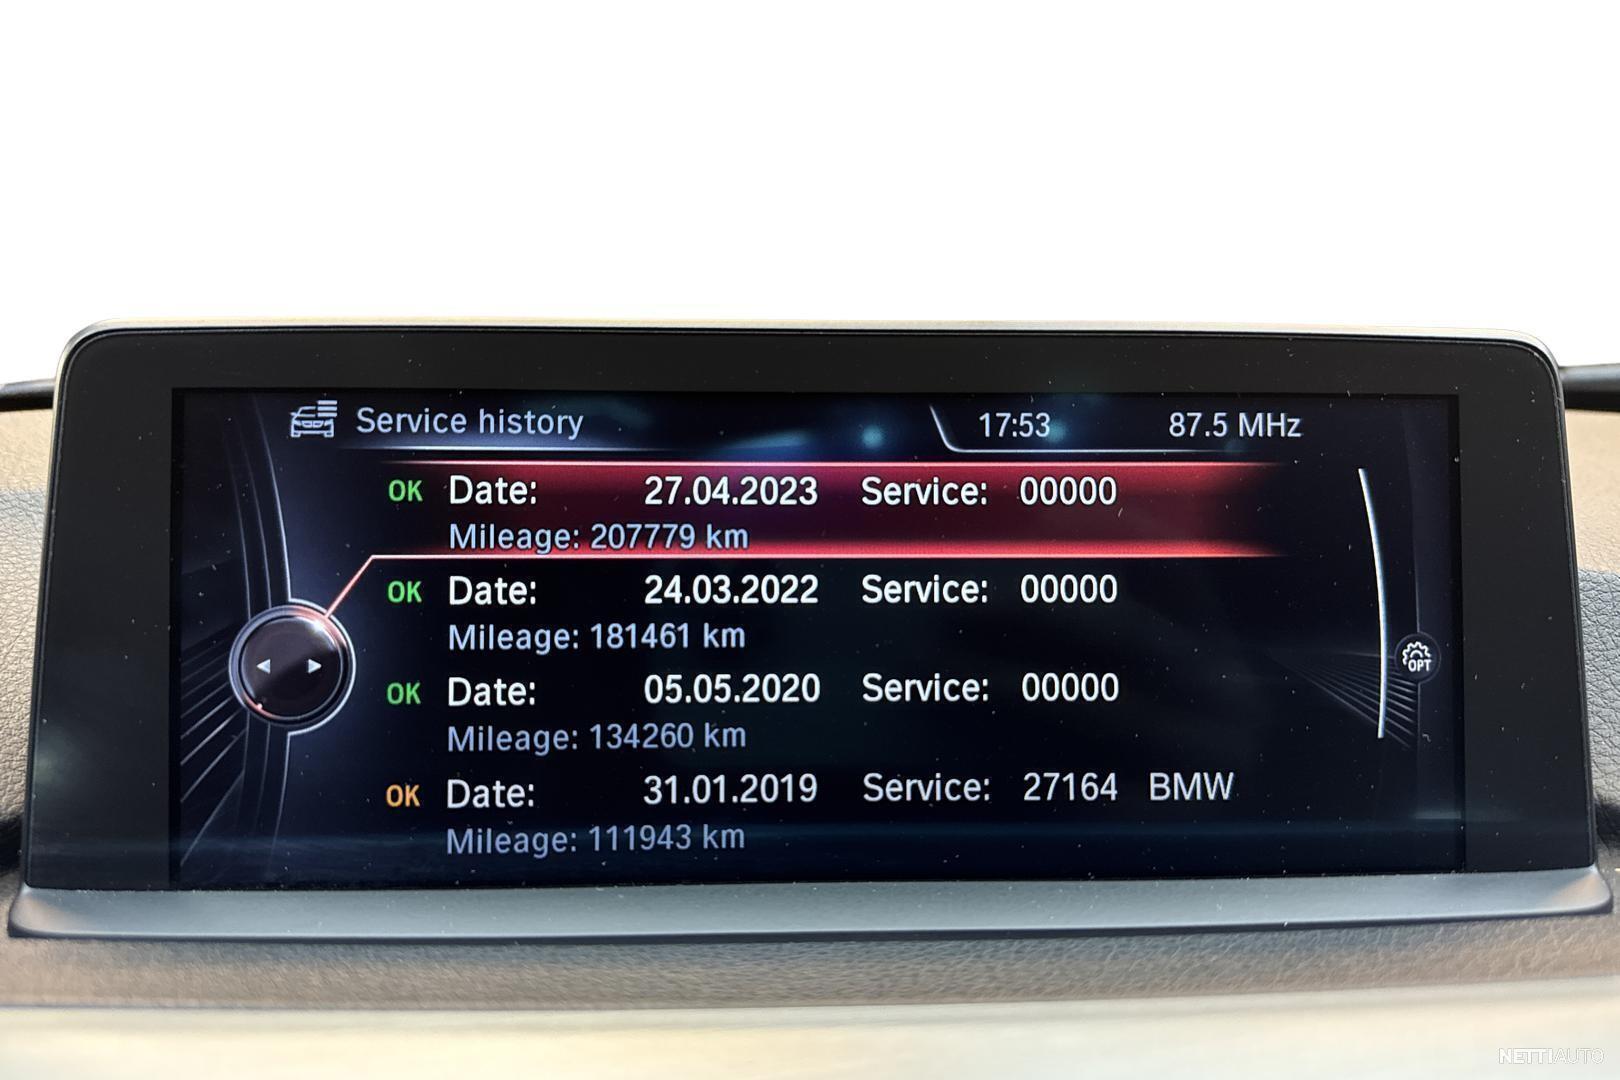 Service history 17:53 87.5 MHz
OK Date: 27.04.2023 Service: 00000
Mileage: 207779 km
OK Date: 24.03.2022 Service: 00000
Mileage: 181461 km
OK Date: 05.05.2020 Service: 00000
Mileage: 134260 km
OPT
OK Date: 31.01.2019 Service: 27164 BMW
Mileage: 111943 km
NETTIAUTO